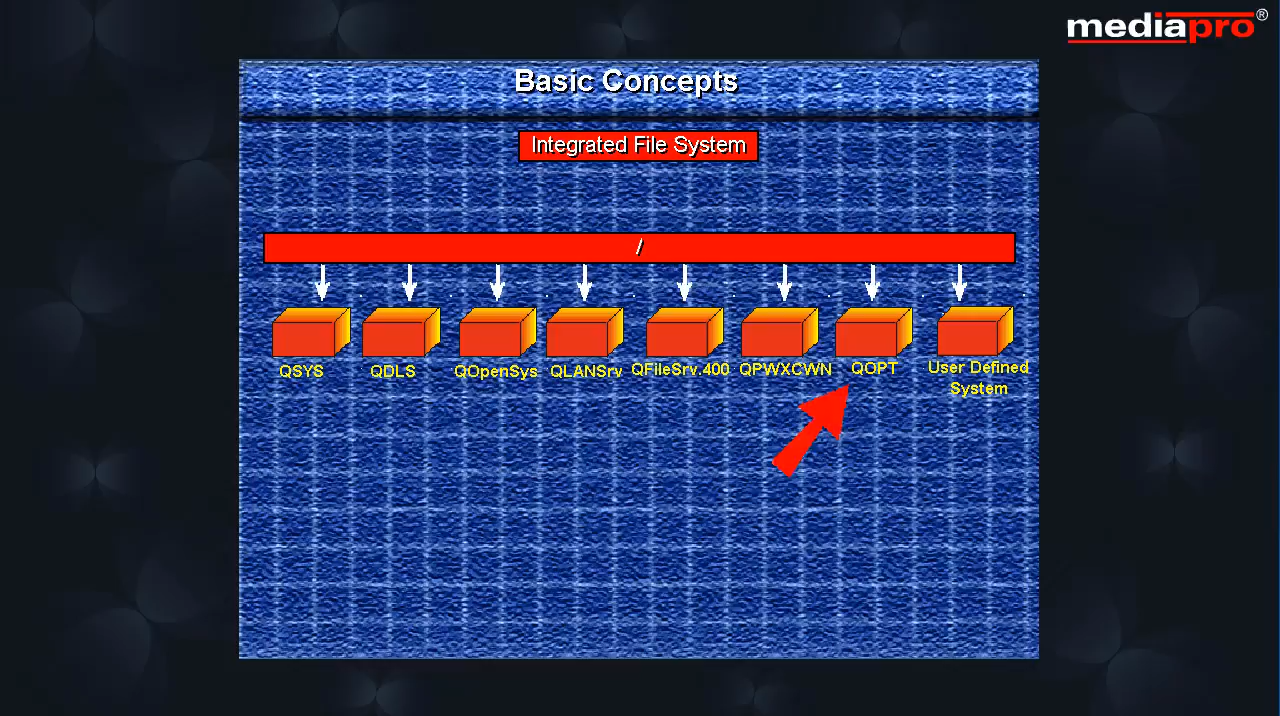 mediapro®
Basic Concepts
Integrated File System
/
QSYS QDLS QOpenSys QLANSrv QFileSrv.400 QPWXCWN QOPT User Defined
System